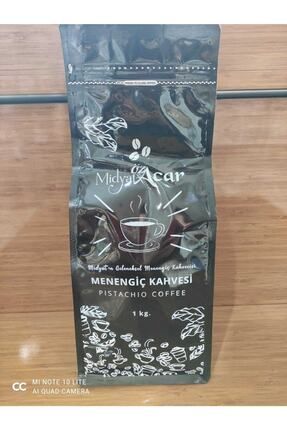 Midyat Acar
Midyat'ın Geleneksel Menengiç Kahvesi
MENENGİÇ KAHVESİ
PISTACHIO COFFEE
1 kg.
MI NOTE 10 LITE
AI QUAD CAMERA